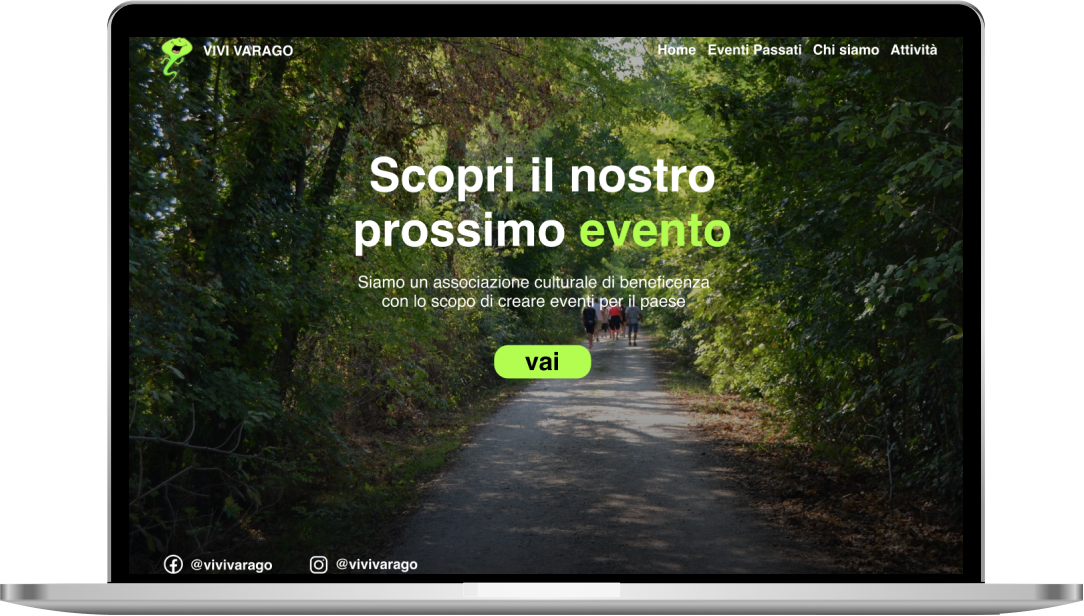 VIVI VARAGO
Home Eventi Passati Chi siamo Attività
Scopri il nostro
prossimo evento
Siamo un associazione culturale di beneficenza
con lo scopo di creare eventi per il paese
vai
@vivivarago @vivivarago